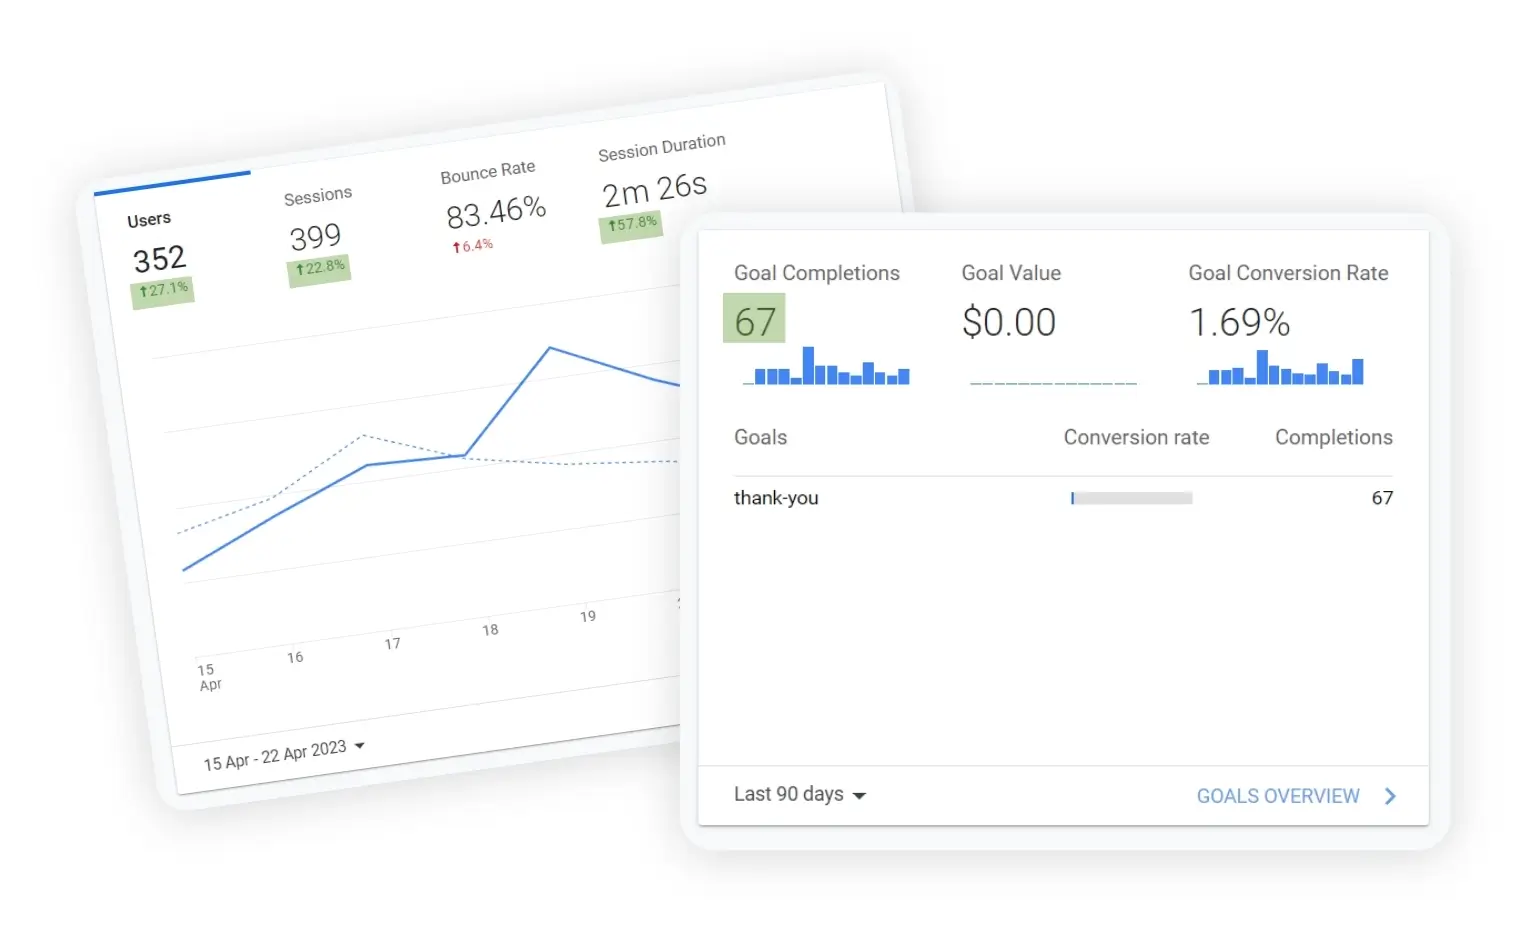 Users
352
↑27.1%
Sessions
399
↑22.8%
Bounce Rate
83.46%
↑6.4%
Session Duration
2m 26s
↑57.8%
15
Apr
16
17
18
19
15 Apr - 22 Apr 2023
Goal Completions
67
Goal Value
$0.00
Goal Conversion Rate
1.69%
Goals Conversion rate Completions
thank-you 67
Last 90 days
GOALS OVERVIEW